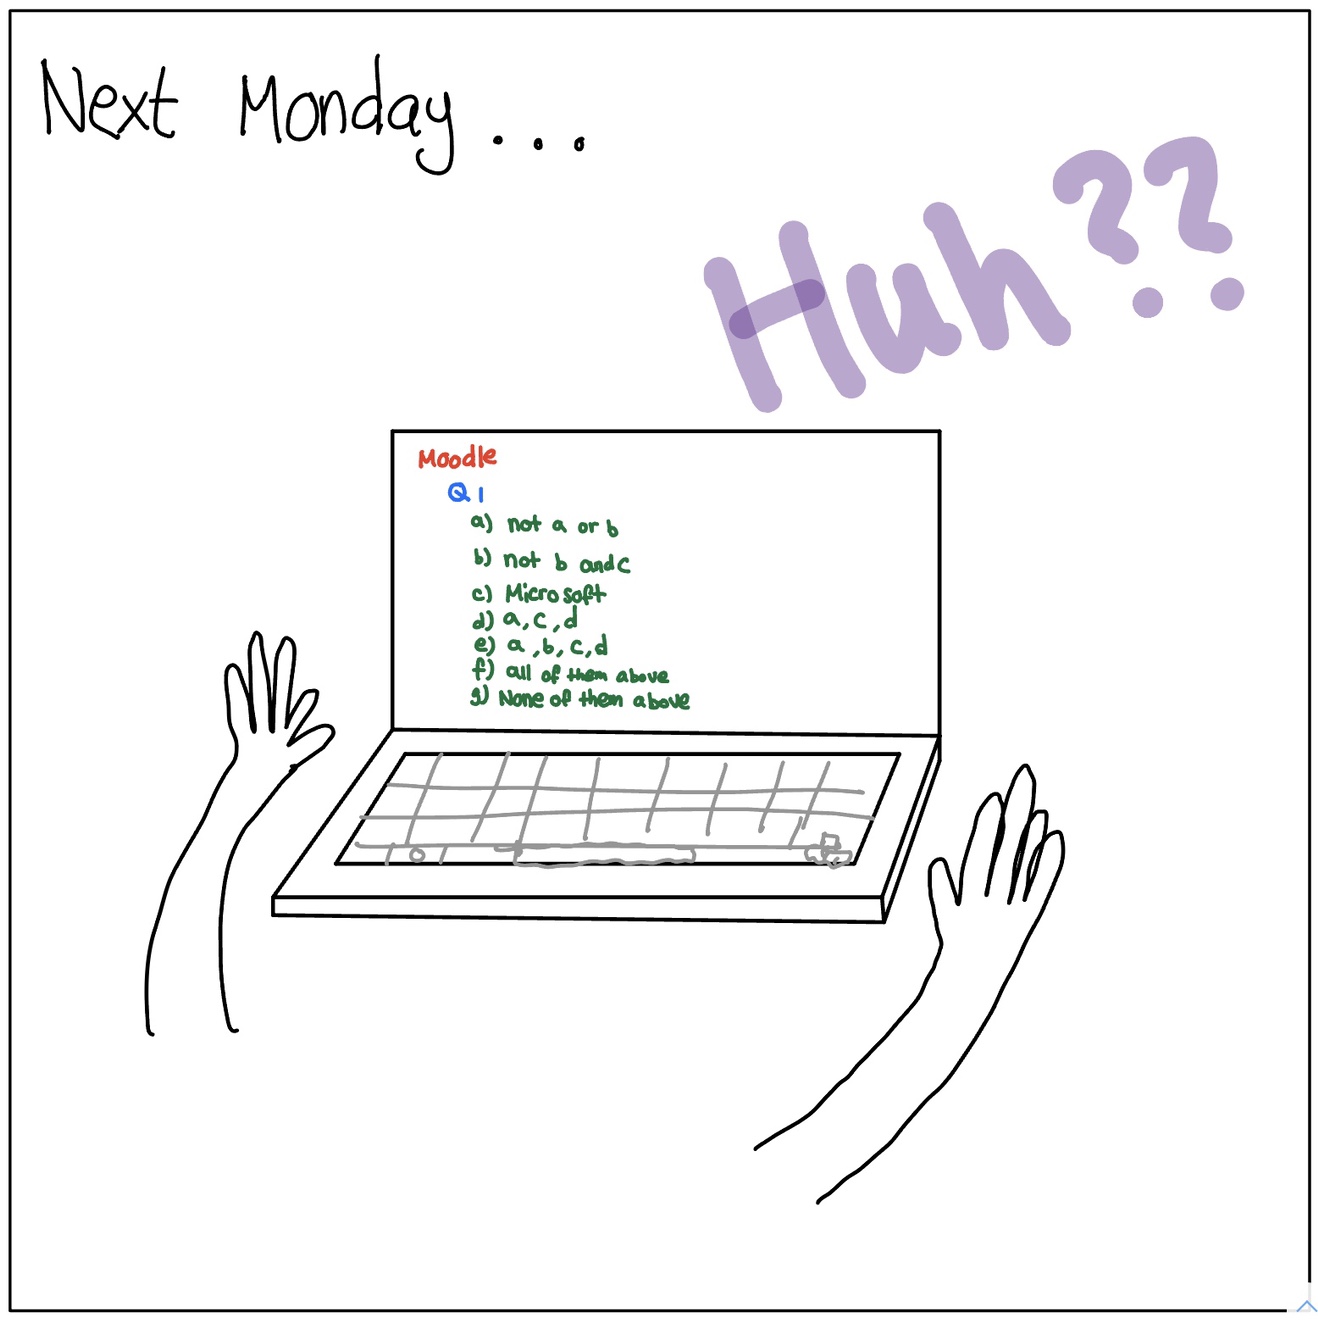 Next Monday...
Huh??
Moodle
Q1
a) not a or b
b) not b and c
c) Microsoft
d) a, c, d
e) a, b, c, d
f) all of them above
g) None of them above